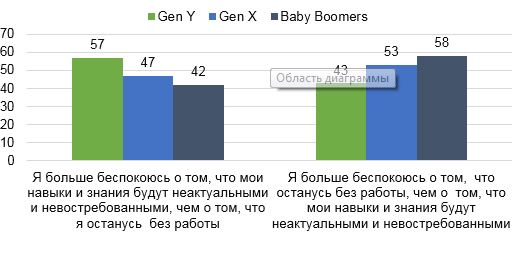 Gen Y Gen X Baby Boomers
70
60
50
40
30
20
10
0
57
47
42
43
53
58
Область диаграммы
Я больше беспокоюсь о том, что мои
навыки и знания будут неактуальными
и невостребованными, чем о том, что
я останусь без работы
Я больше беспокоюсь о том, что
останусь без работы, чем о том, что
мои навыки и знания будут
неактуальными и невостребованными